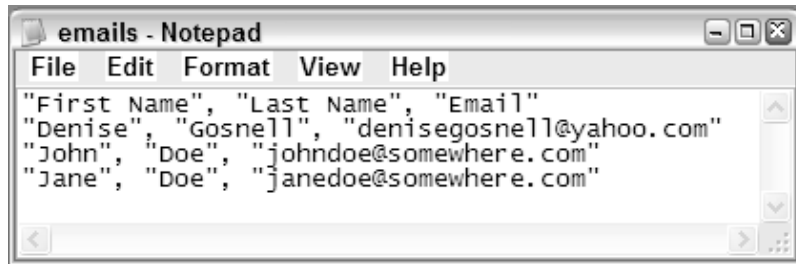 emails - Notepad
File Edit Format View Help
"First Name", "Last Name", "Email"
"Denise", "Gosnell", "denisegosnell@yahoo.com"
"John", "Doe", "johndoe@somewhere.com"
"Jane", "Doe", "janedoe@somewhere.com"